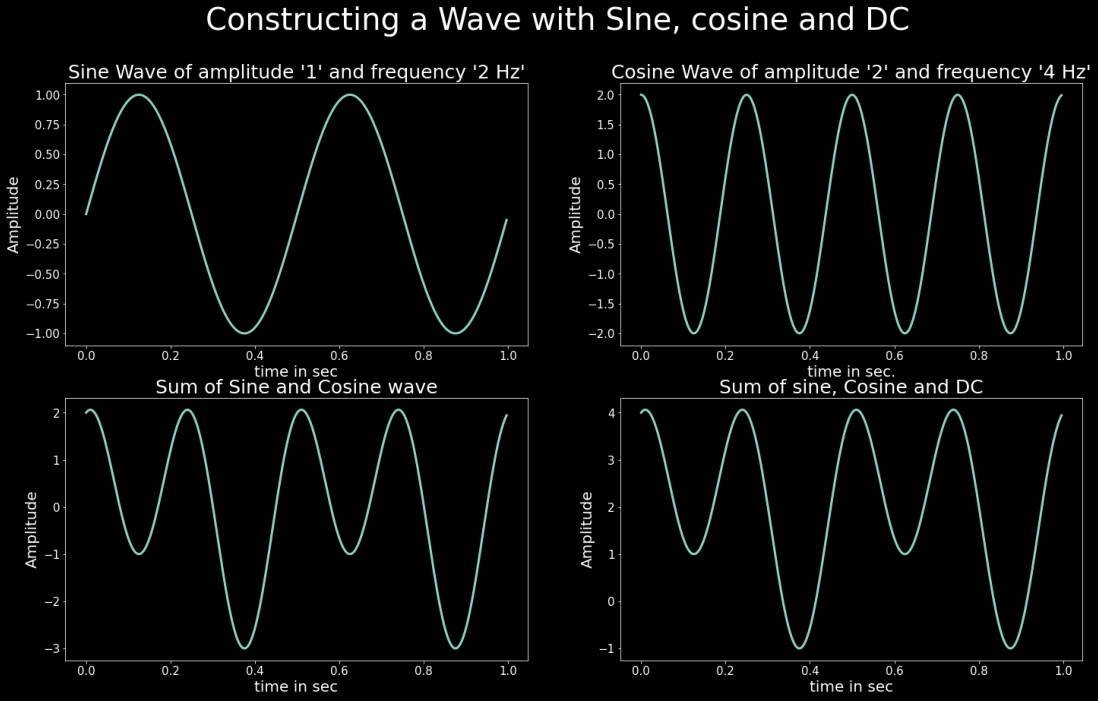 Constructing a Wave with SIne, cosine and DC
Sine Wave of amplitude '1' and frequency '2 Hz'
1.00
0.75
0.50
0.25
0.00
−0.25
−0.50
−0.75
−1.00
Amplitude
0.0 0.2 0.4 0.6 0.8 1.0
time in sec
Cosine Wave of amplitude '2' and frequency '4 Hz'
2.0
1.5
1.0
0.5
0.0
−0.5
−1.0
−1.5
−2.0
Amplitude
0.0 0.2 0.4 0.6 0.8 1.0
time in sec.
Sum of Sine and Cosine wave
2
1
0
−1
−2
−3
Amplitude
0.0 0.2 0.4 0.6 0.8 1.0
time in sec
Sum of sine, Cosine and DC
4
3
2
1
0
−1
Amplitude
0.0 0.2 0.4 0.6 0.8 1.0
time in sec